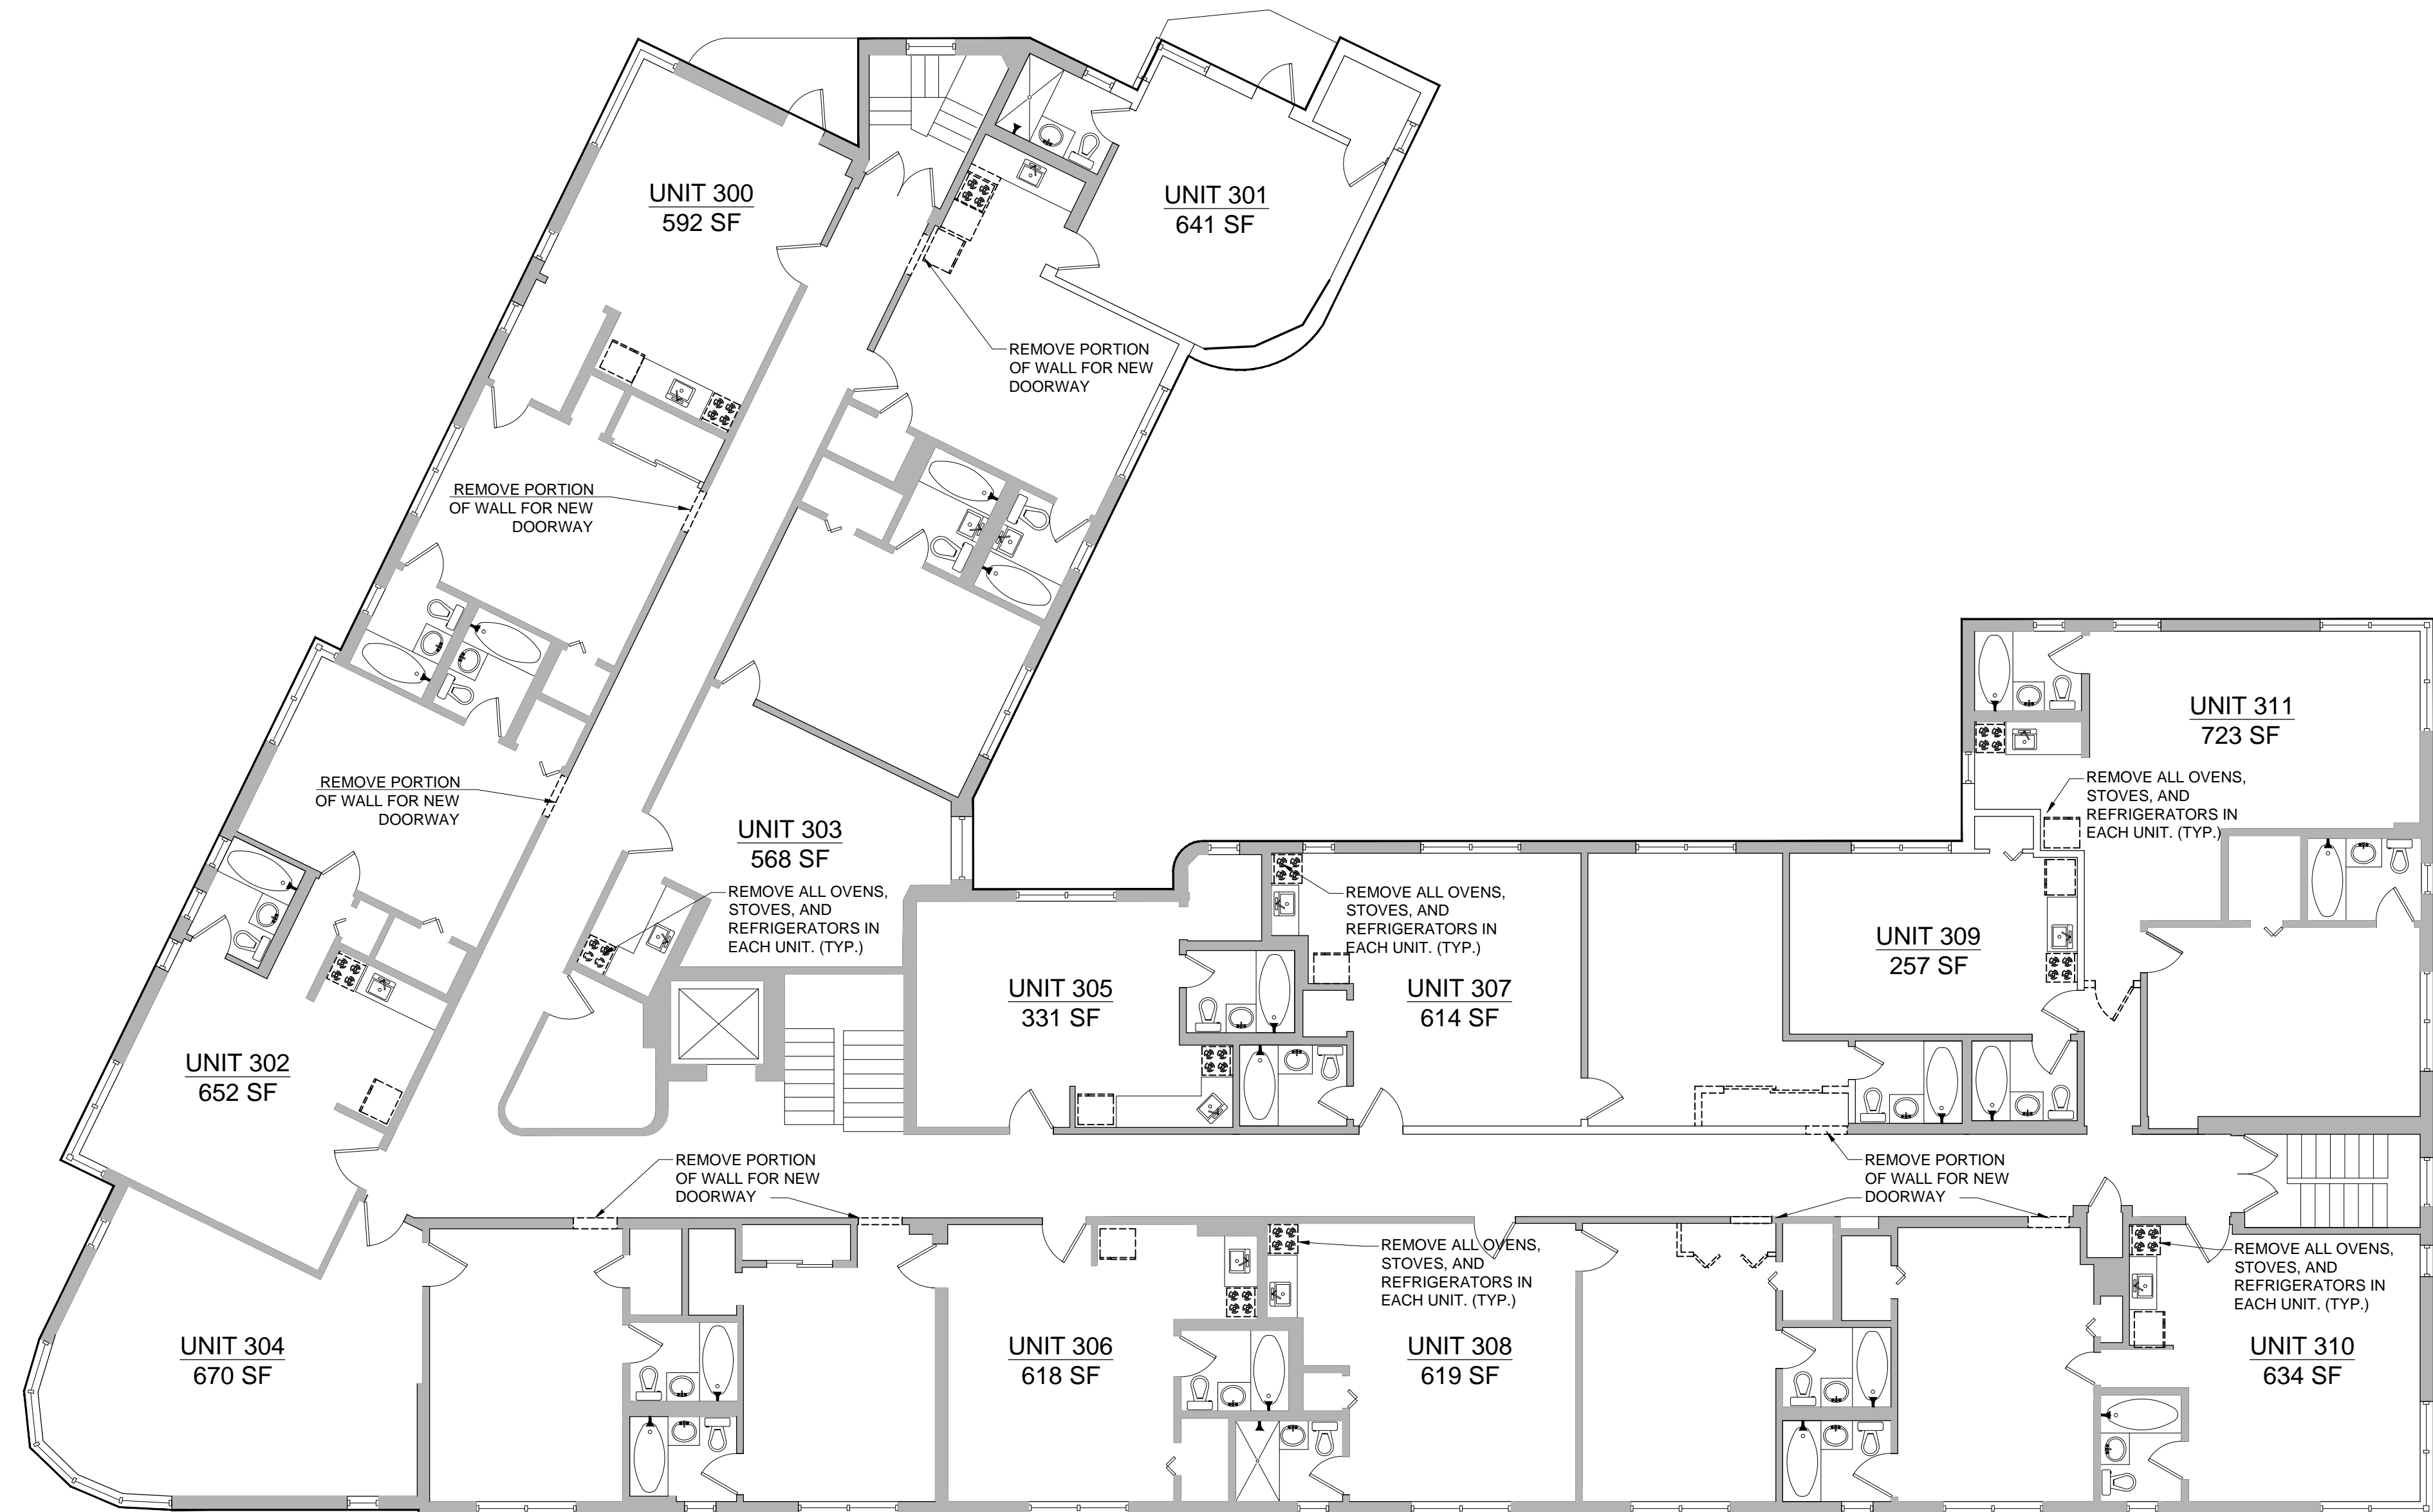 UNIT 300
592 SF
UNIT 301
641 SF
REMOVE PORTION
OF WALL FOR NEW
DOORWAY
REMOVE PORTION
OF WALL FOR NEW
DOORWAY
REMOVE PORTION
OF WALL FOR NEW
DOORWAY
UNIT 303
568 SF
REMOVE ALL OVENS,
STOVES, AND
REFRIGERATORS IN
EACH UNIT. (TYP.)
UNIT 311
723 SF
REMOVE ALL OVENS,
STOVES, AND
REFRIGERATORS IN
EACH UNIT. (TYP.)
REMOVE ALL OVENS,
STOVES, AND
REFRIGERATORS IN
EACH UNIT. (TYP.)
UNIT 302
652 SF
UNIT 305
331 SF
UNIT 307
614 SF
UNIT 309
257 SF
REMOVE PORTION
OF WALL FOR NEW
DOORWAY
REMOVE PORTION
OF WALL FOR NEW
DOORWAY
REMOVE ALL OVENS,
STOVES, AND
REFRIGERATORS IN
EACH UNIT. (TYP.)
REMOVE ALL OVENS,
STOVES, AND
REFRIGERATORS IN
EACH UNIT. (TYP.)
UNIT 304
670 SF
UNIT 306
618 SF
UNIT 308
619 SF
UNIT 310
634 SF